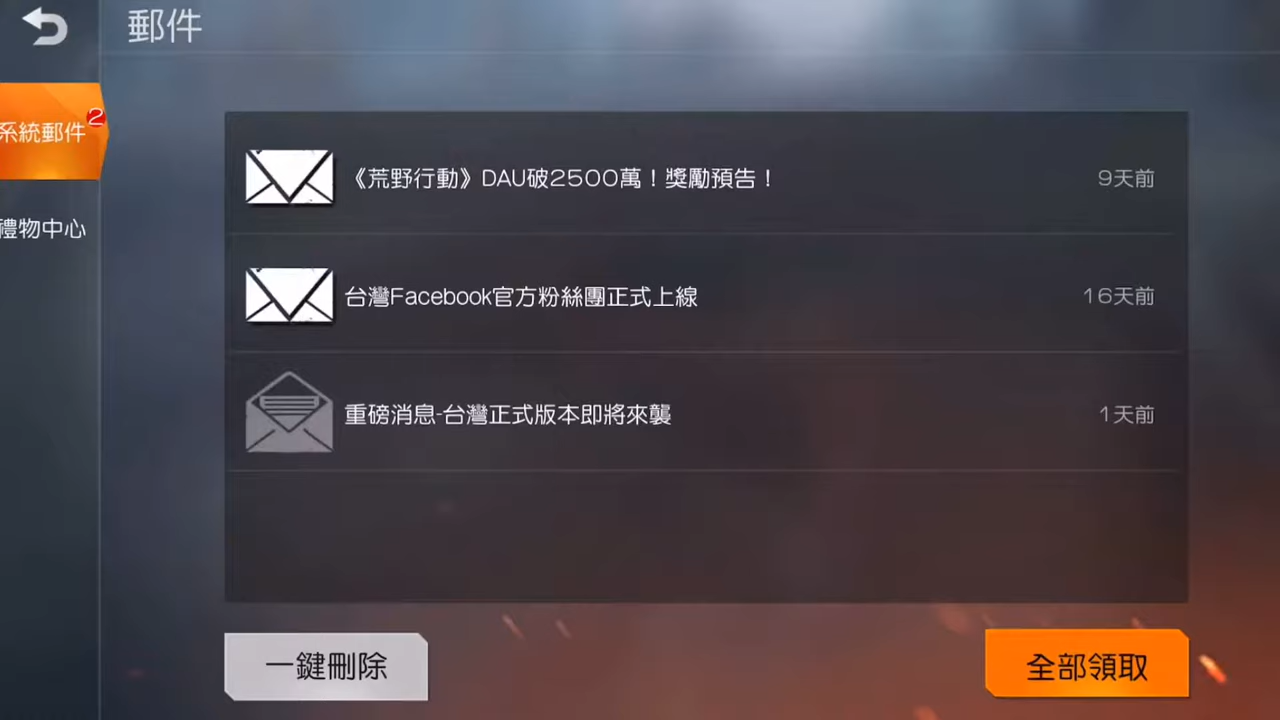 郵件
系統郵件
2
禮物中心
《荒野行動》DAU破2500萬！獎勵預告！
9天前
台灣Facebook官方粉絲團正式上線
16天前
重磅消息-台灣正式版本即將來襲
1天前
一鍵刪除
全部領取